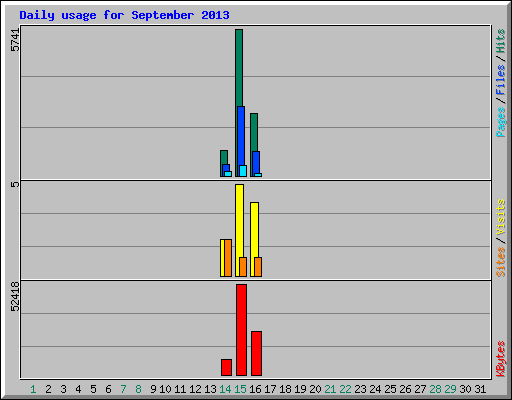 Daily usage for September 2013
5741
Pages / Files / Hits
5
Sites / Visits
52418
KBytes
1 2 3 4 5 6 7 8 9 10 11 12 13 14 15 16 17 18 19 20 21 22 23 24 25 26 27 28 29 30 31